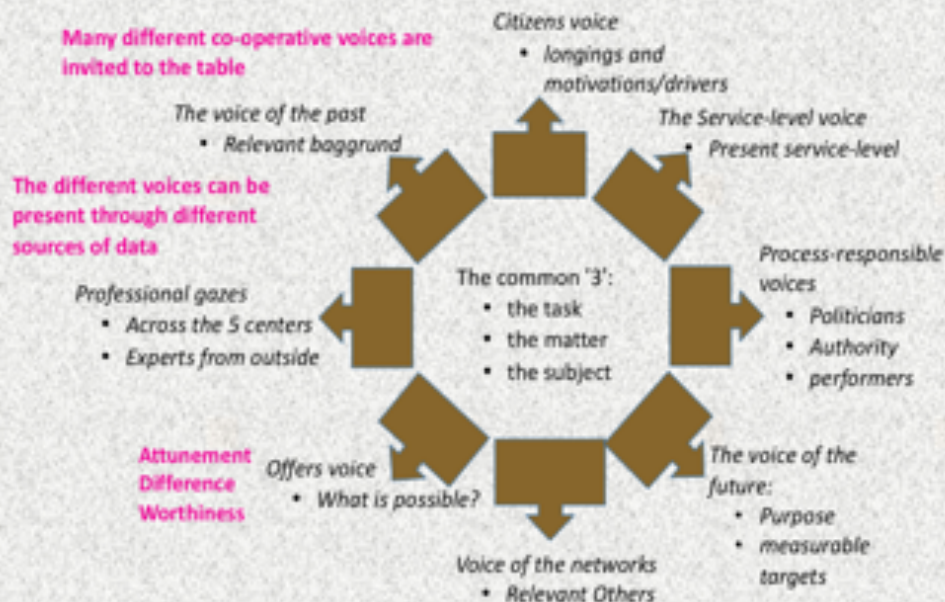 Many different co-operative voices are
invited to the table
Citizens voice
• longings and
motivations/drivers
The voice of the past
• Relevant baggrund
The Service-level voice
• Present service-level
The different voices can be
present through different
sources of data
Process-responsible
voices
• Politicians
• Authority
• performers
Professional gazes
• Across the 5 centers
• Experts from outside
The common '3':
• the task
• the matter
• the subject
Attunement
Difference
Worthiness
Offers voice
• What is possible?
The voice of the
future:
• Purpose
• measurable
targets
Voice of the networks
• Relevant Others